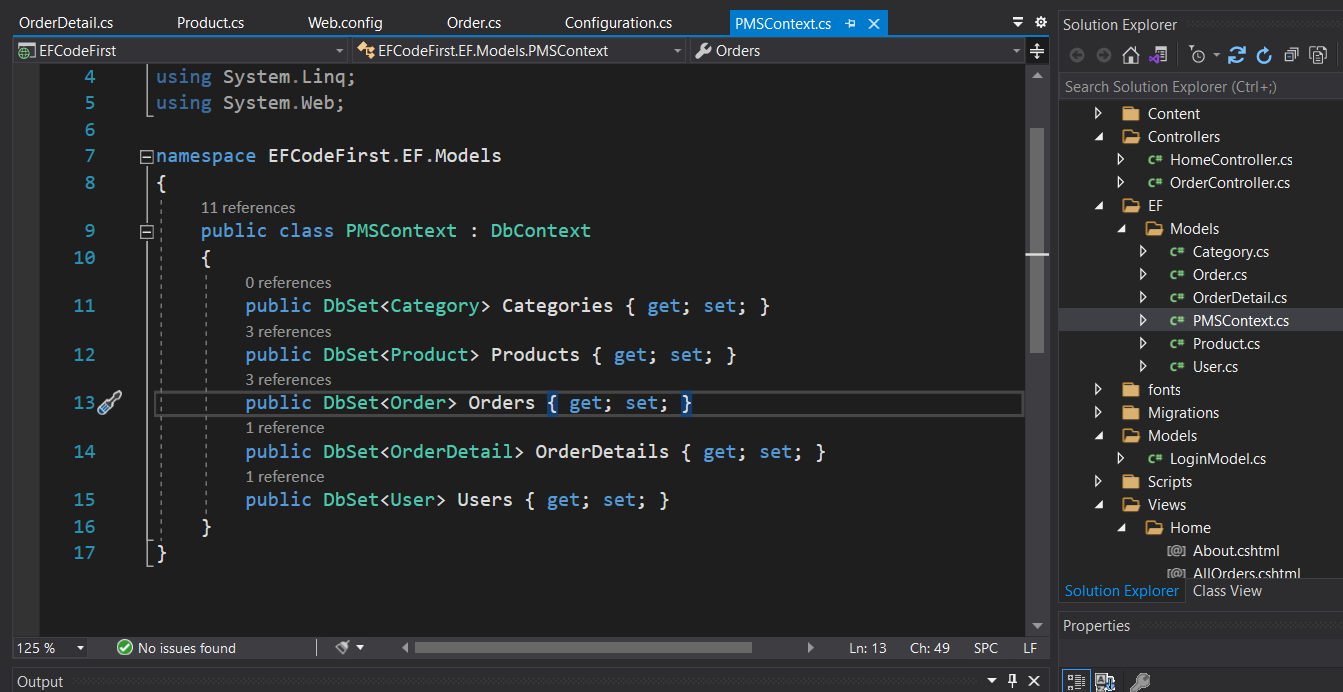 OrderDetail.cs Product.cs Web.config Order.cs Configuration.cs PMSContext.cs
EFCodeFirst EFCodeFirst.EF.Models.PMSContext Orders
4 using System.Linq;
5 using System.Web;
6
7 namespace EFCodeFirst.EF.Models
8 {
11 references
9 public class PMSContext : DbContext
10 {
0 references
11 public DbSet<Category> Categories { get; set; }
3 references
12 public DbSet<Product> Products { get; set; }
3 references
13 public DbSet<Order> Orders { get; set; }
1 reference
14 public DbSet<OrderDetail> OrderDetails { get; set; }
1 reference
15 public DbSet<User> Users { get; set; }
16 }
17 }
125 % No issues found Ln: 13 Ch: 49 SPC LF
Output
Solution Explorer
Search Solution Explorer (Ctrl+;)
Content
Controllers
C# HomeController.cs
C# OrderController.cs
EF
Models
C# Category.cs
C# Order.cs
C# OrderDetail.cs
C# PMSContext.cs
C# Product.cs
C# User.cs
fonts
Migrations
Models
C# LoginModel.cs
Scripts
Views
Home
[@] About.cshtml
[@] AllOrders.cshtml
Solution Explorer Class View
Properties